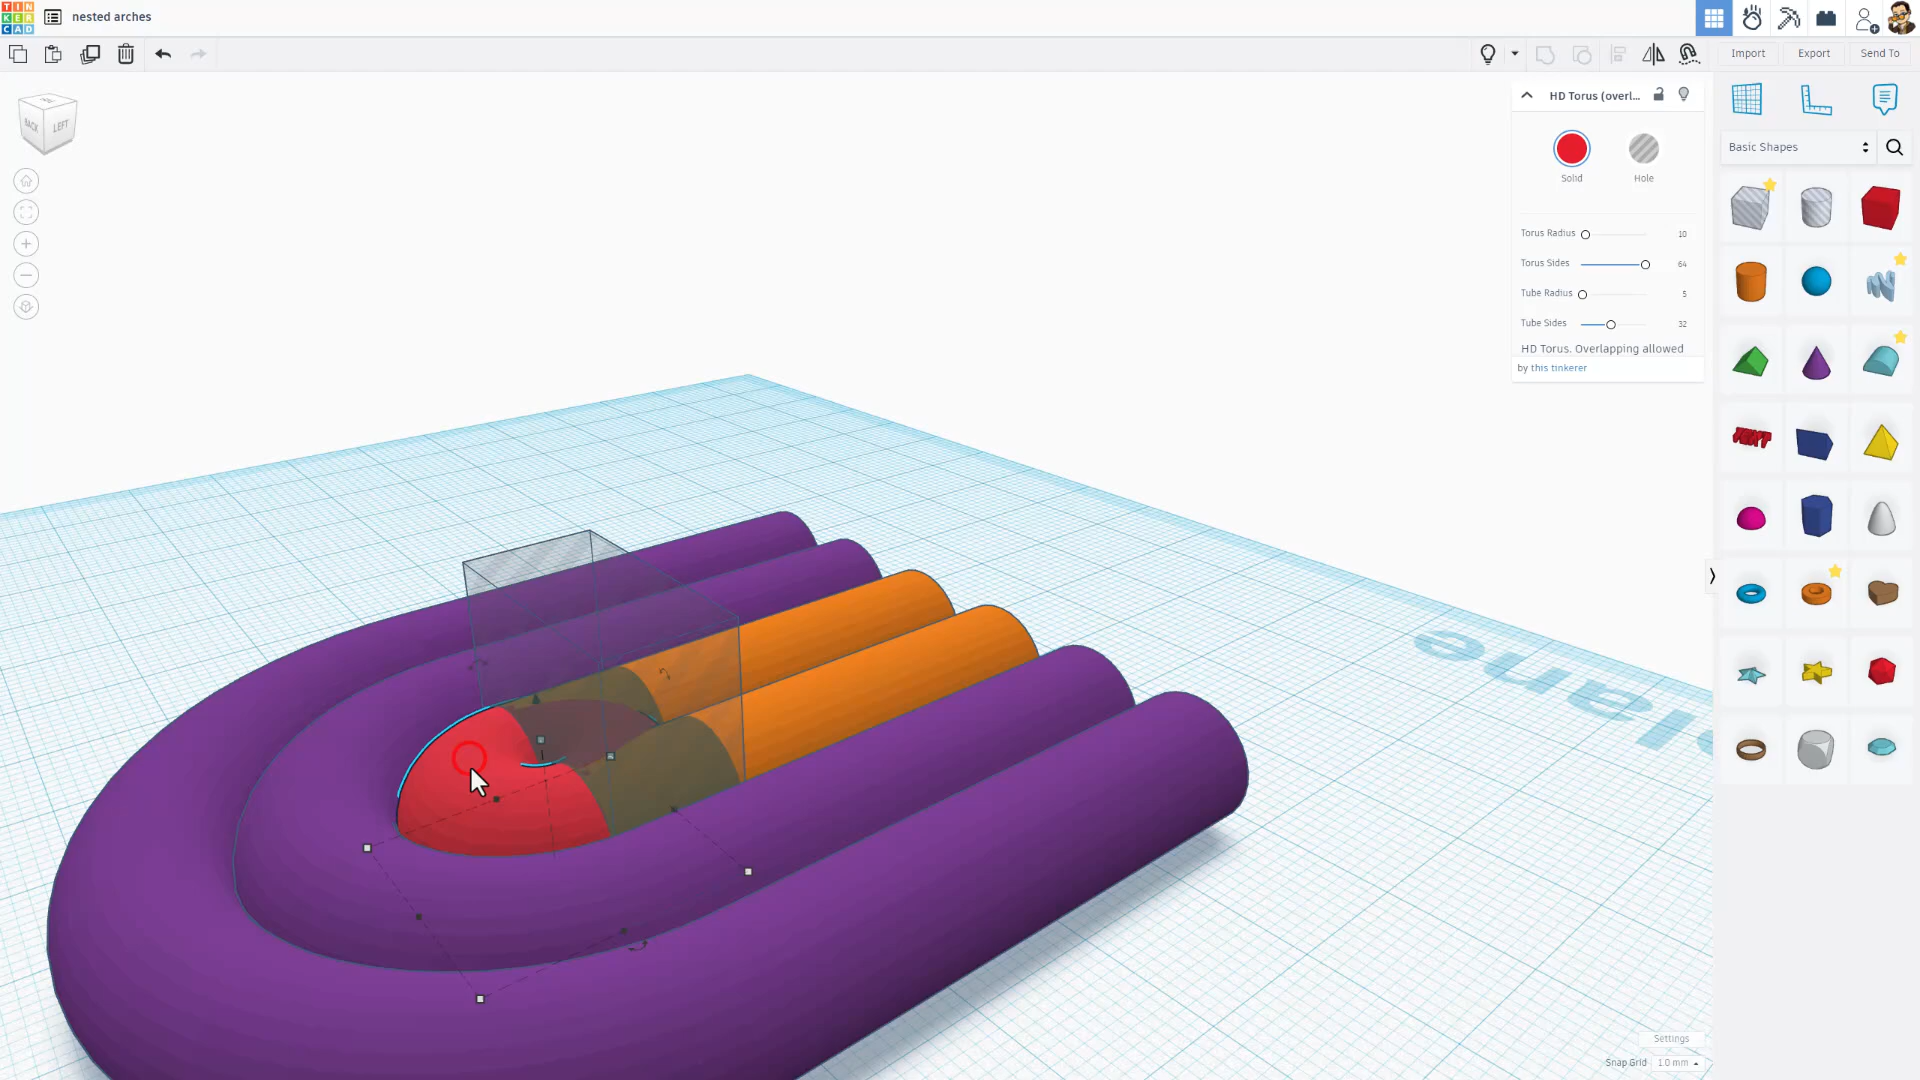 TIN
KER
CAD
nested arches
Import
Export
Send To
BACK
LEFT
HD Torus (overl...
Solid
Hole
Torus Radius 10
Torus Sides 64
Tube Radius 5
Tube Sides 32
HD Torus. Overlapping allowed
by this tinkerer
Basic Shapes
TEXT
Settings
Snap Grid 1.0 mm